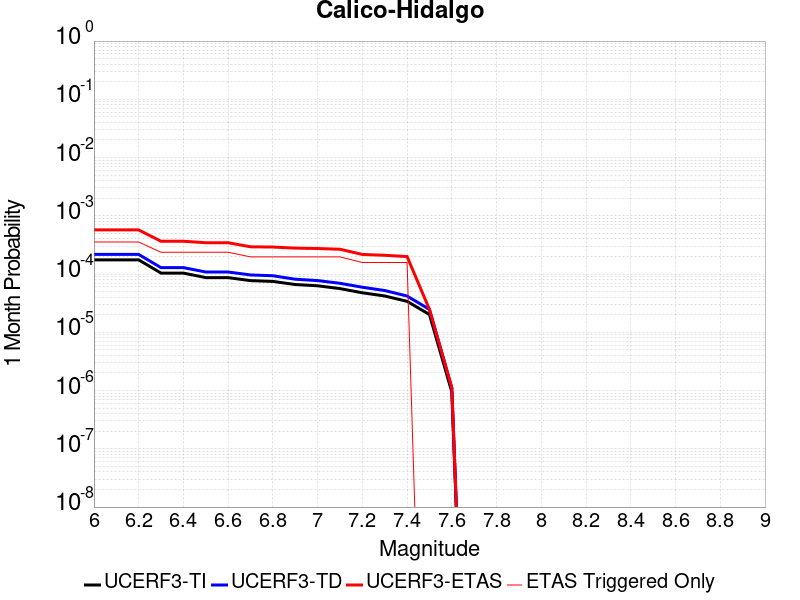 Calico-Hidalgo
1 Month Probability
10^0
10^-1
10^-2
10^-3
10^-4
10^-5
10^-6
10^-7
10^-8
6 6.2 6.4 6.6 6.8 7 7.2 7.4 7.6 7.8 8 8.2 8.4 8.6 8.8 9
Magnitude
UCERF3-TI UCERF3-TD UCERF3-ETAS ETAS Triggered Only